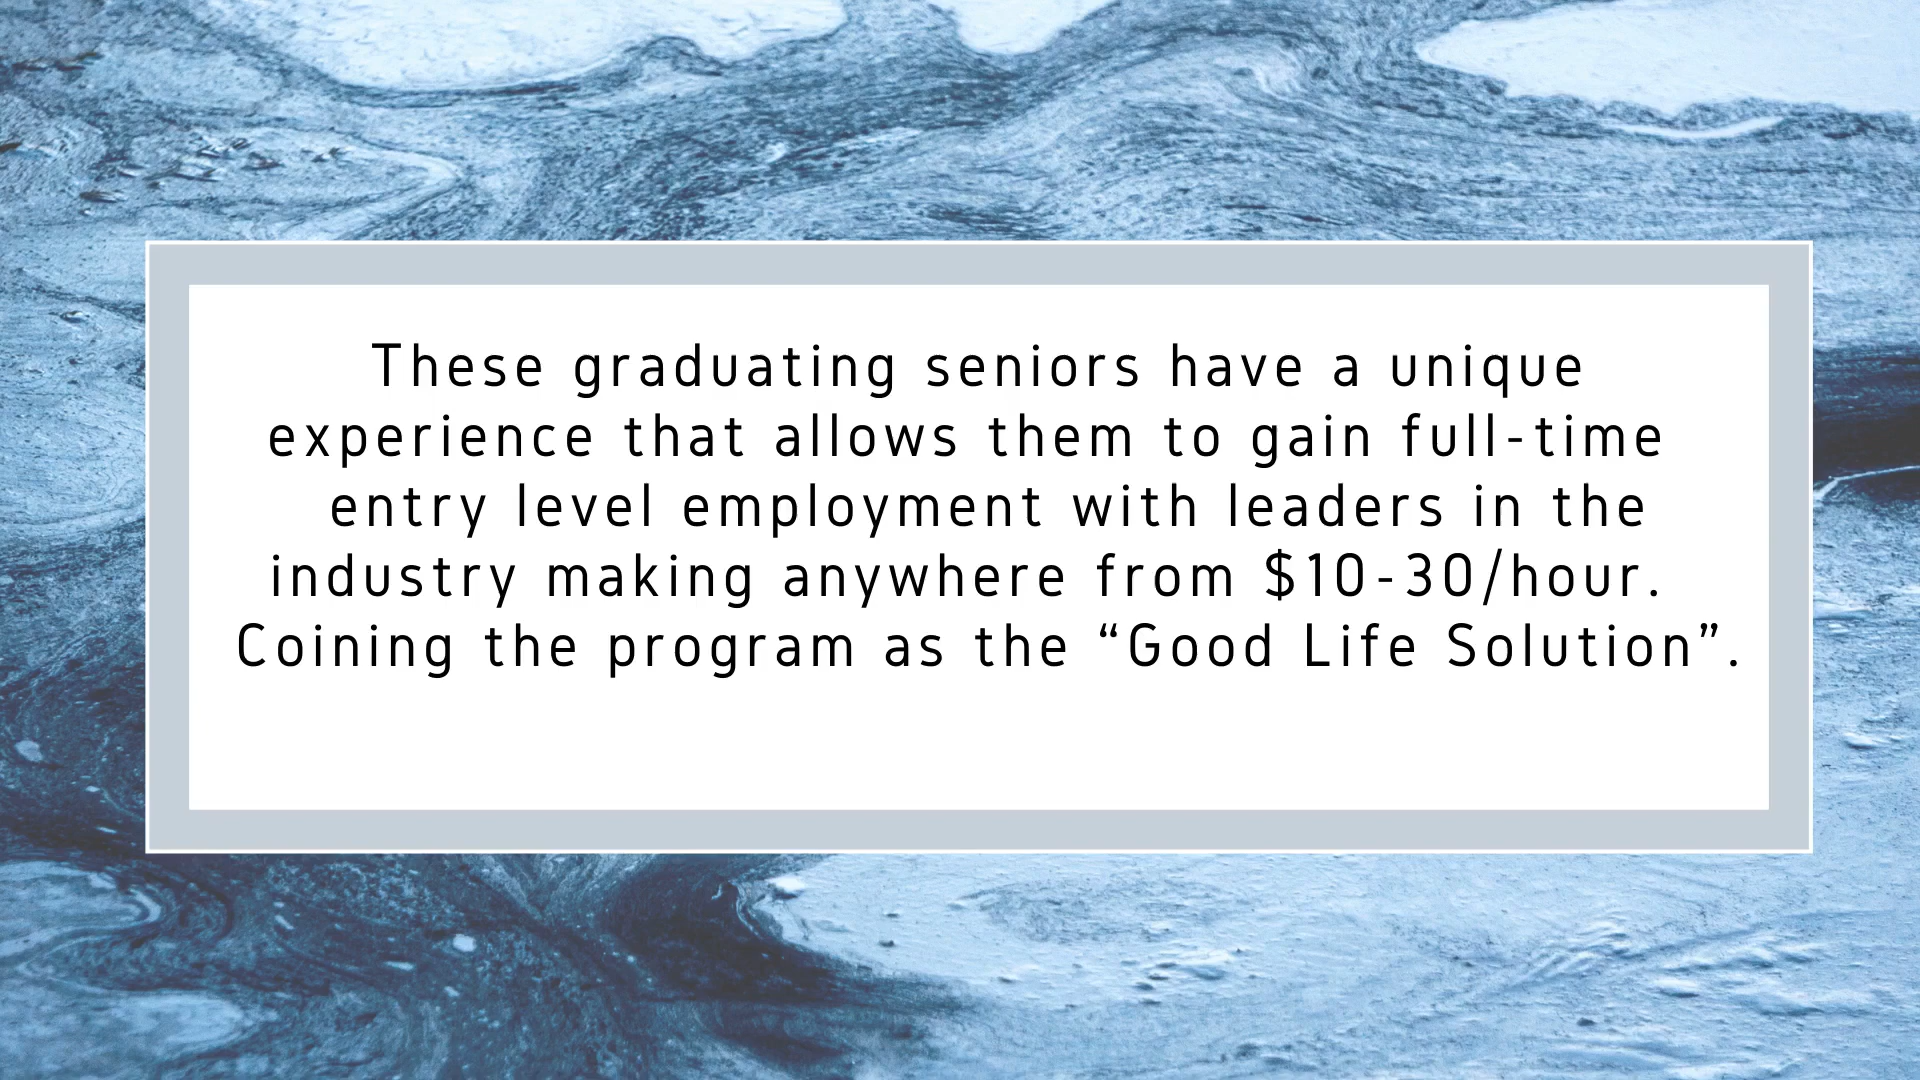 These graduating seniors have a unique
experience that allows them to gain full-time
entry level employment with leaders in the
industry making anywhere from $10-30/hour.
Coining the program as the “Good Life Solution”.